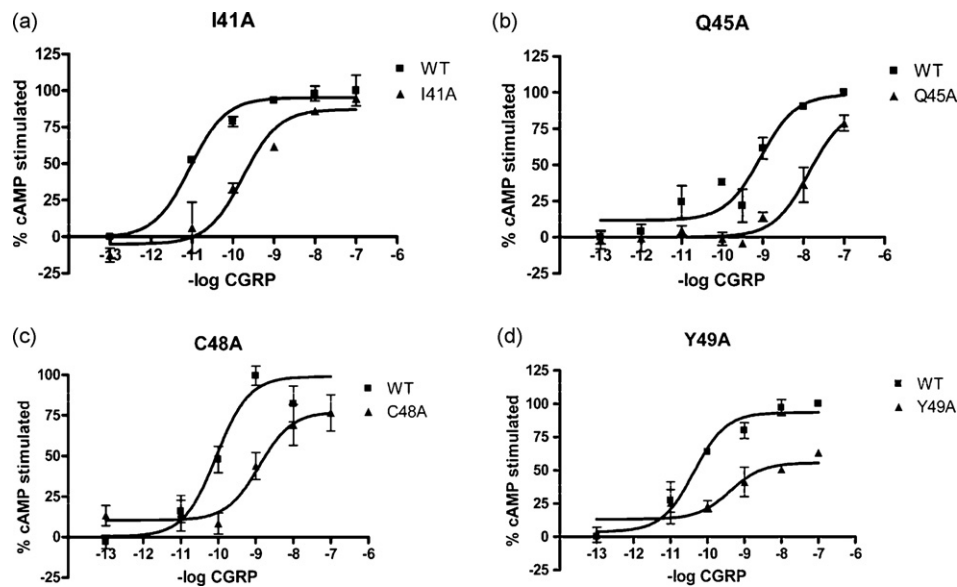 (a)
I41A
125
100
75
50
25
0
-25
% cAMP stimulated
WT
I41A
-13 -12 -11 -10 -9 -8 -7 -6
-log CGRP
(b)
Q45A
125
100
75
50
25
0
-25
% cAMP stimulated
WT
Q45A
-13 -12 -11 -10 -9 -8 -7 -6
-log CGRP
(c)
C48A
100
75
50
25
0
-25
% cAMP stimulated
WT
C48A
-13 -12 -11 -10 -9 -8 -7 -6
-log CGRP
(d)
Y49A
125
100
75
50
25
0
-25
% cAMP stimulated
WT
Y49A
-13 -12 -11 -10 -9 -8 -7 -6
-log CGRP